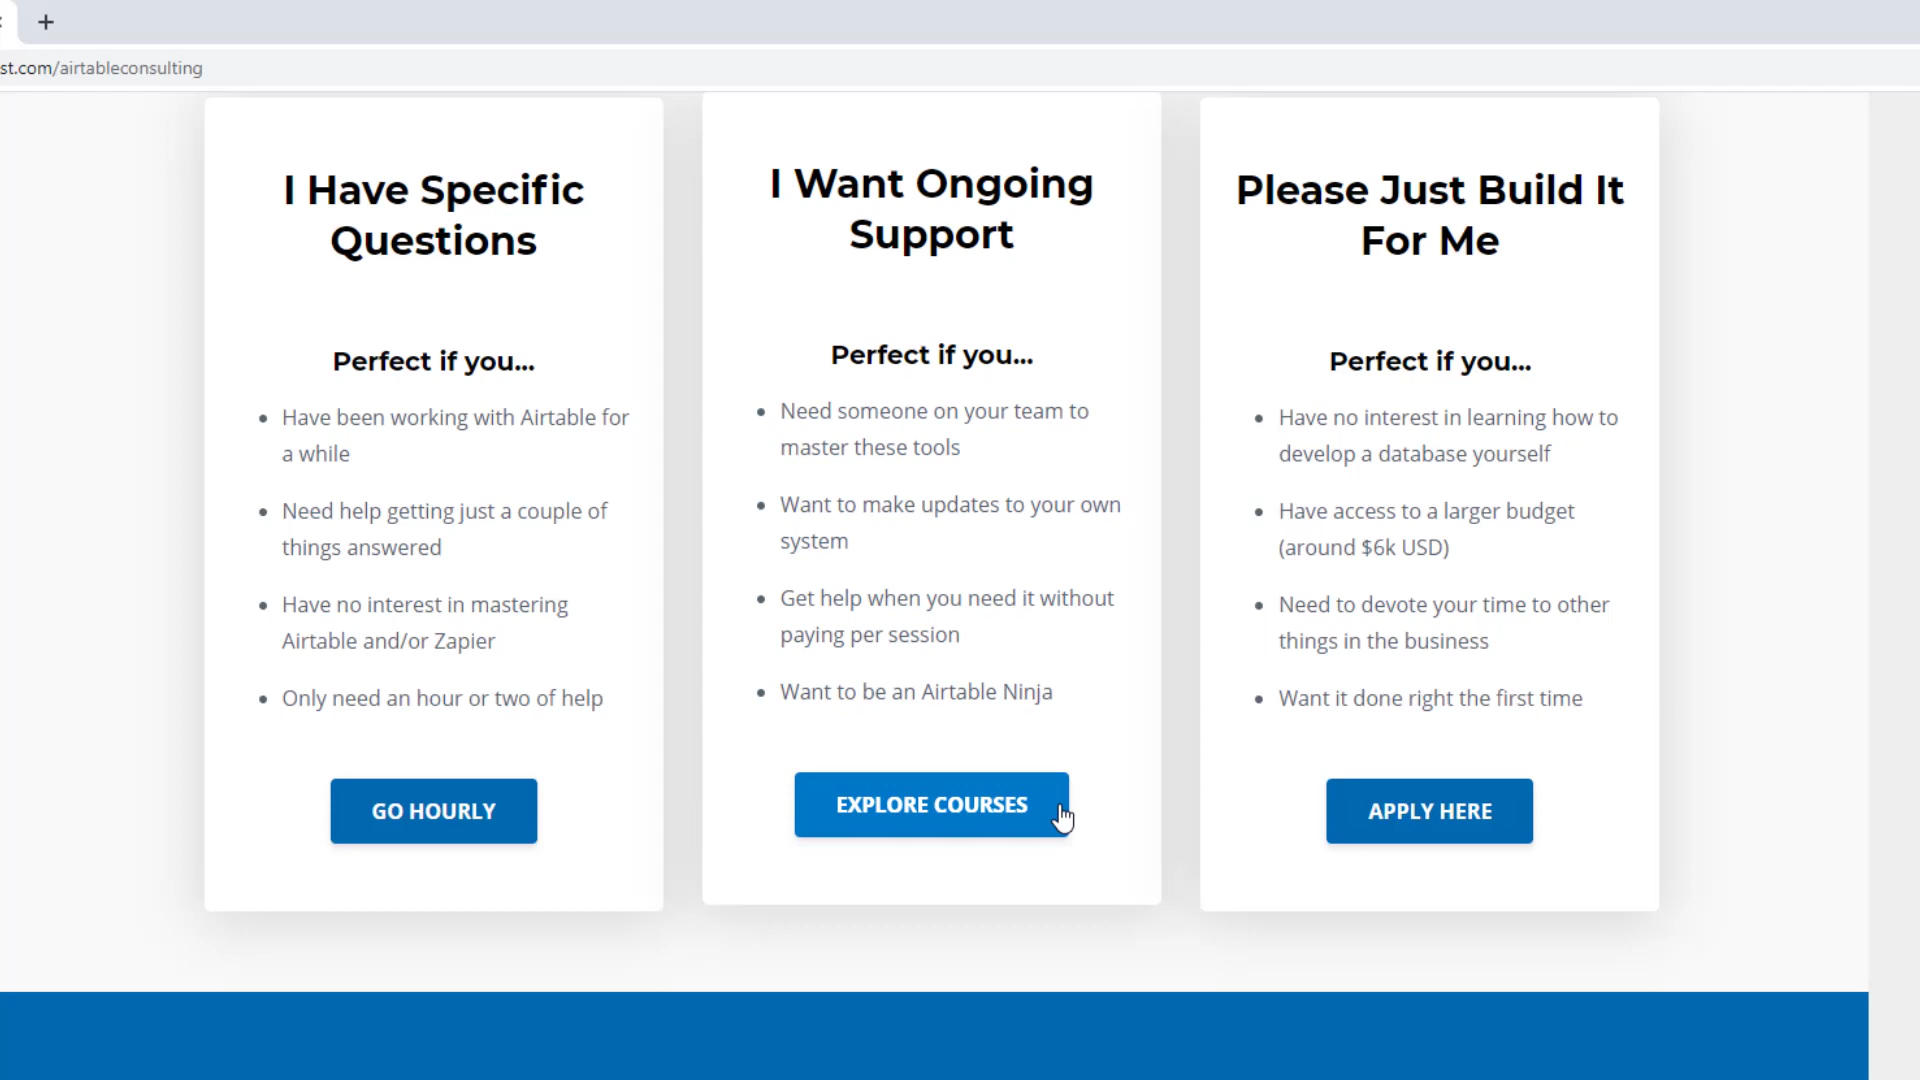 st.com/airtableconsulting
I Have Specific
Questions
Perfect if you...
Have been working with Airtable for
a while
Need help getting just a couple of
things answered
Have no interest in mastering
Airtable and/or Zapier
Only need an hour or two of help
GO HOURLY
I Want Ongoing
Support
Perfect if you...
Need someone on your team to
master these tools
Want to make updates to your own
system
Get help when you need it without
paying per session
Want to be an Airtable Ninja
EXPLORE COURSES
Please Just Build It
For Me
Perfect if you...
Have no interest in learning how to
develop a database yourself
Have access to a larger budget
(around $6k USD)
Need to devote your time to other
things in the business
Want it done right the first time
APPLY HERE